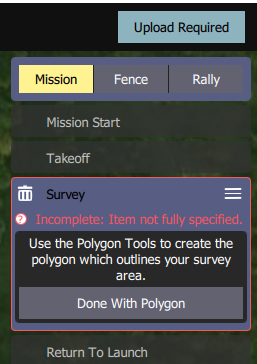 Upload Required
Mission Fence Rally
Mission Start
Takeoff
Survey
? Incomplete: Item not fully specified.
Use the Polygon Tools to create the
polygon which outlines your survey
area.
Done With Polygon
Return To Launch